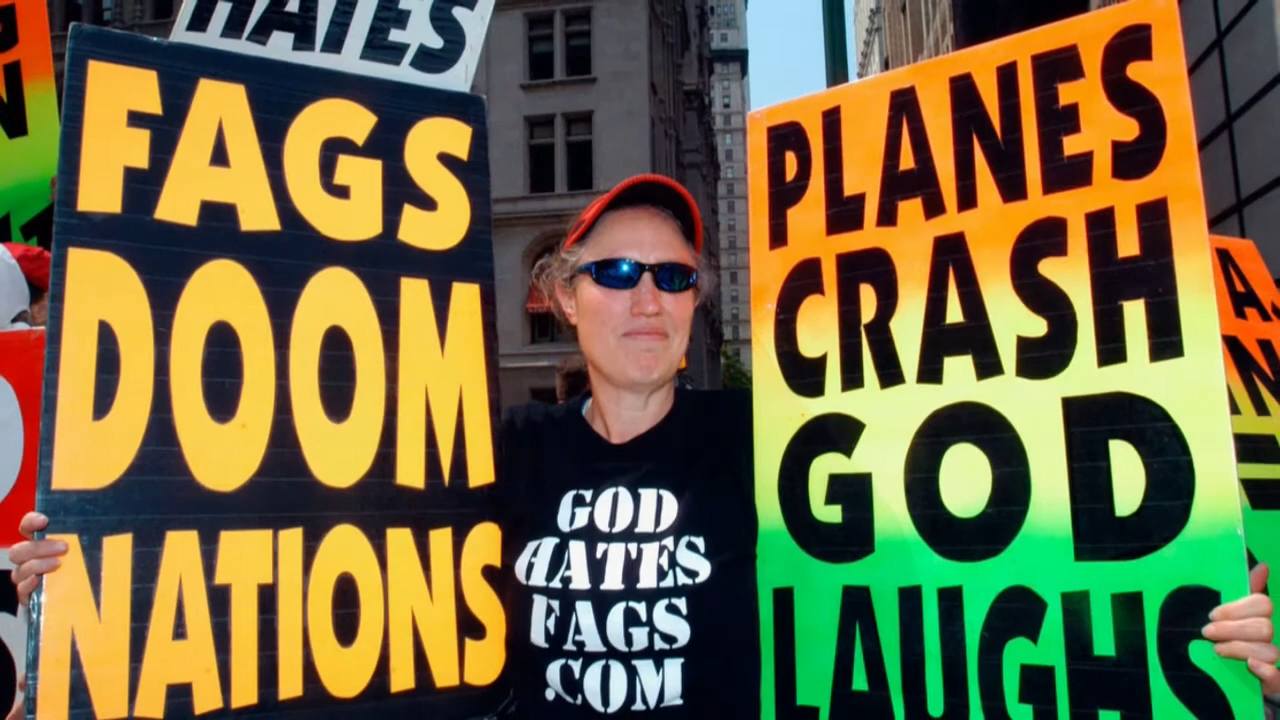 HATES
FAGS
DOOM
NATIONS
GOD
HATES
FAGS
.COM
PLANES
CRASH
GOD
LAUGHS